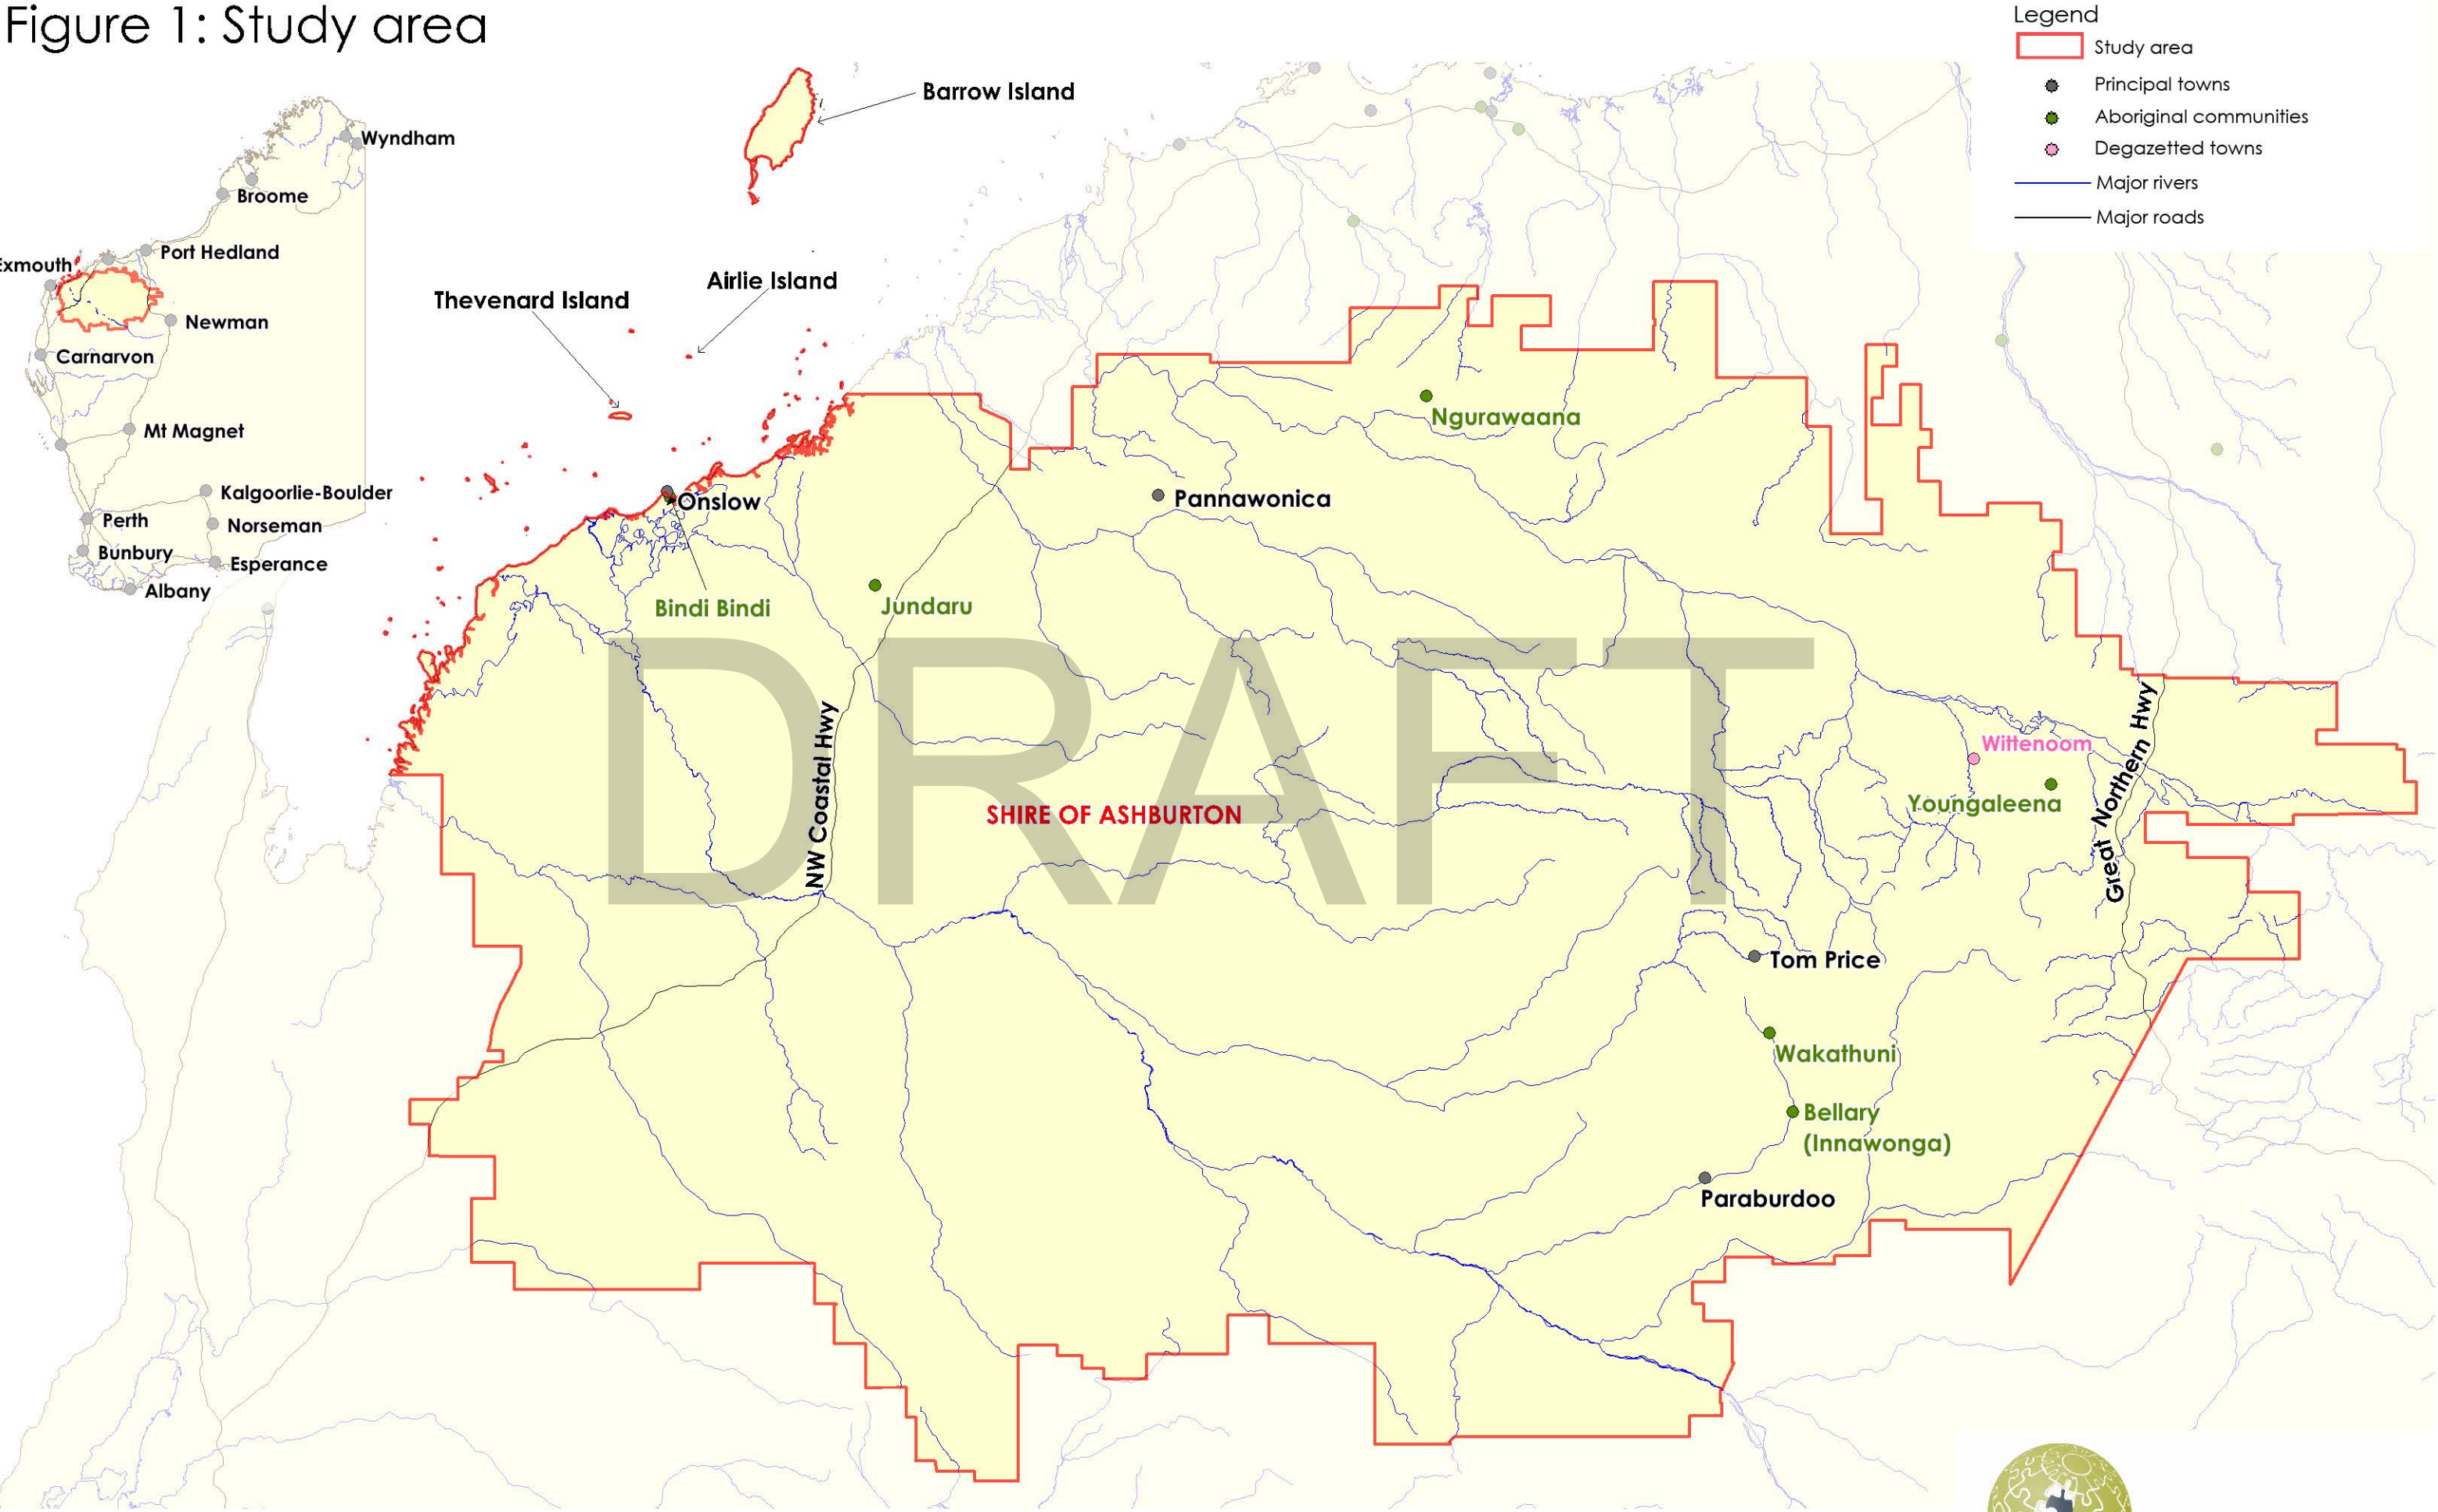 Figure 1: Study area
Legend
Study area
Principal towns
Aboriginal communities
Degazetted towns
Major rivers
Major roads
Barrow Island
Airlie Island
Thevenard Island
Wyndham
Broome
Port Hedland
Exmouth
Newman
Carnarvon
Mt Magnet
Kalgoorlie-Boulder
Perth
Norseman
Bunbury
Esperance
Albany
Ngurawaana
Pannawonica
Onslow
Bindi Bindi
Jundaru
DRAFT
NW Coastal Hwy
SHIRE OF ASHBURTON
Wittenoom
Youngaleena
Great Northern Hwy
Tom Price
Wakathuni
Bellary
(Innawonga)
Paraburdoo